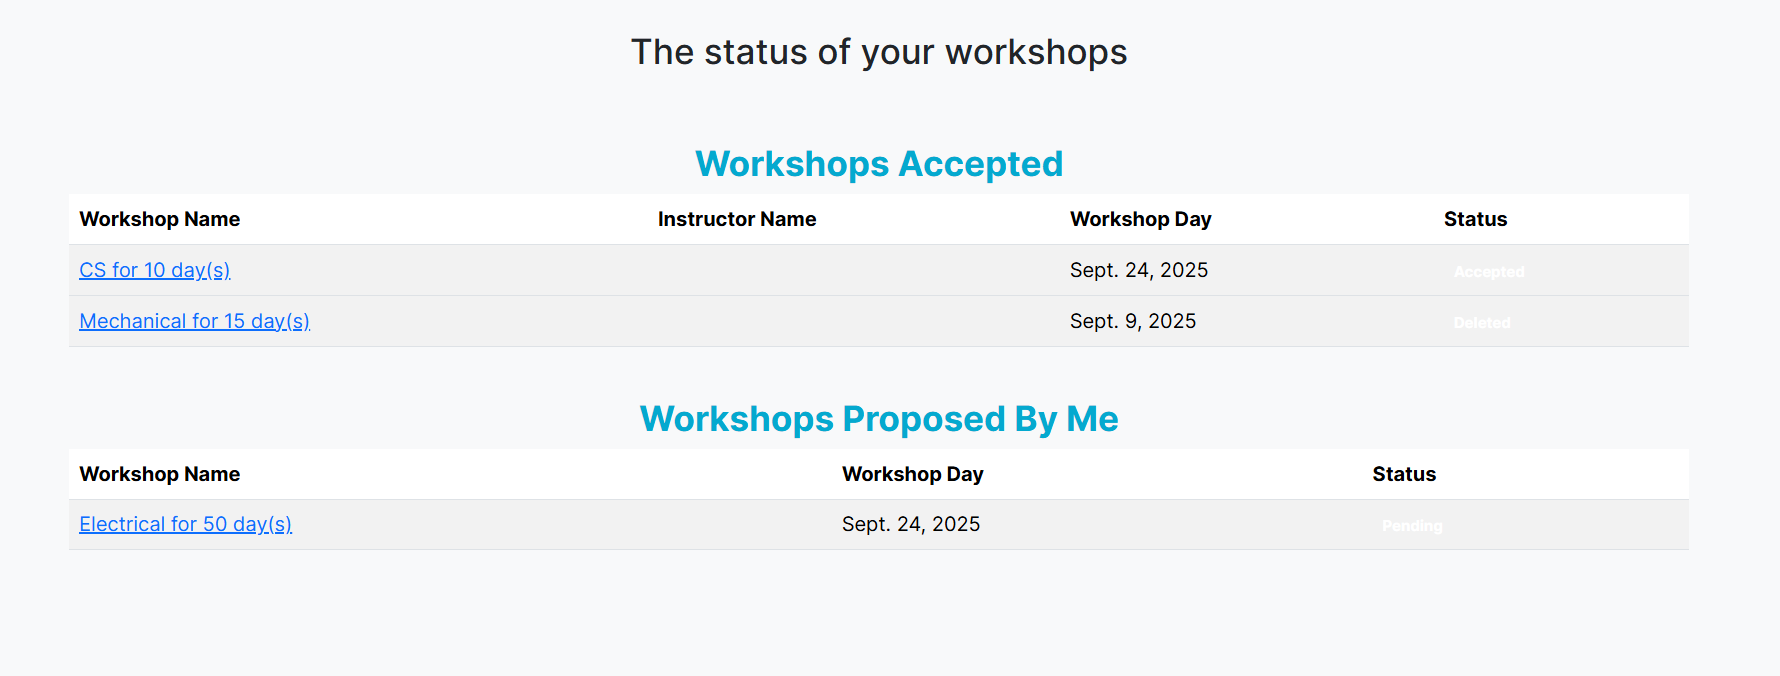 The status of your workshops
Workshops Accepted
Workshop Name Instructor Name Workshop Day Status
CS for 10 day(s) Sept. 24, 2025 Accepted
Mechanical for 15 day(s) Sept. 9, 2025 Deleted
Workshops Proposed By Me
Workshop Name Workshop Day Status
Electrical for 50 day(s) Sept. 24, 2025 Pending